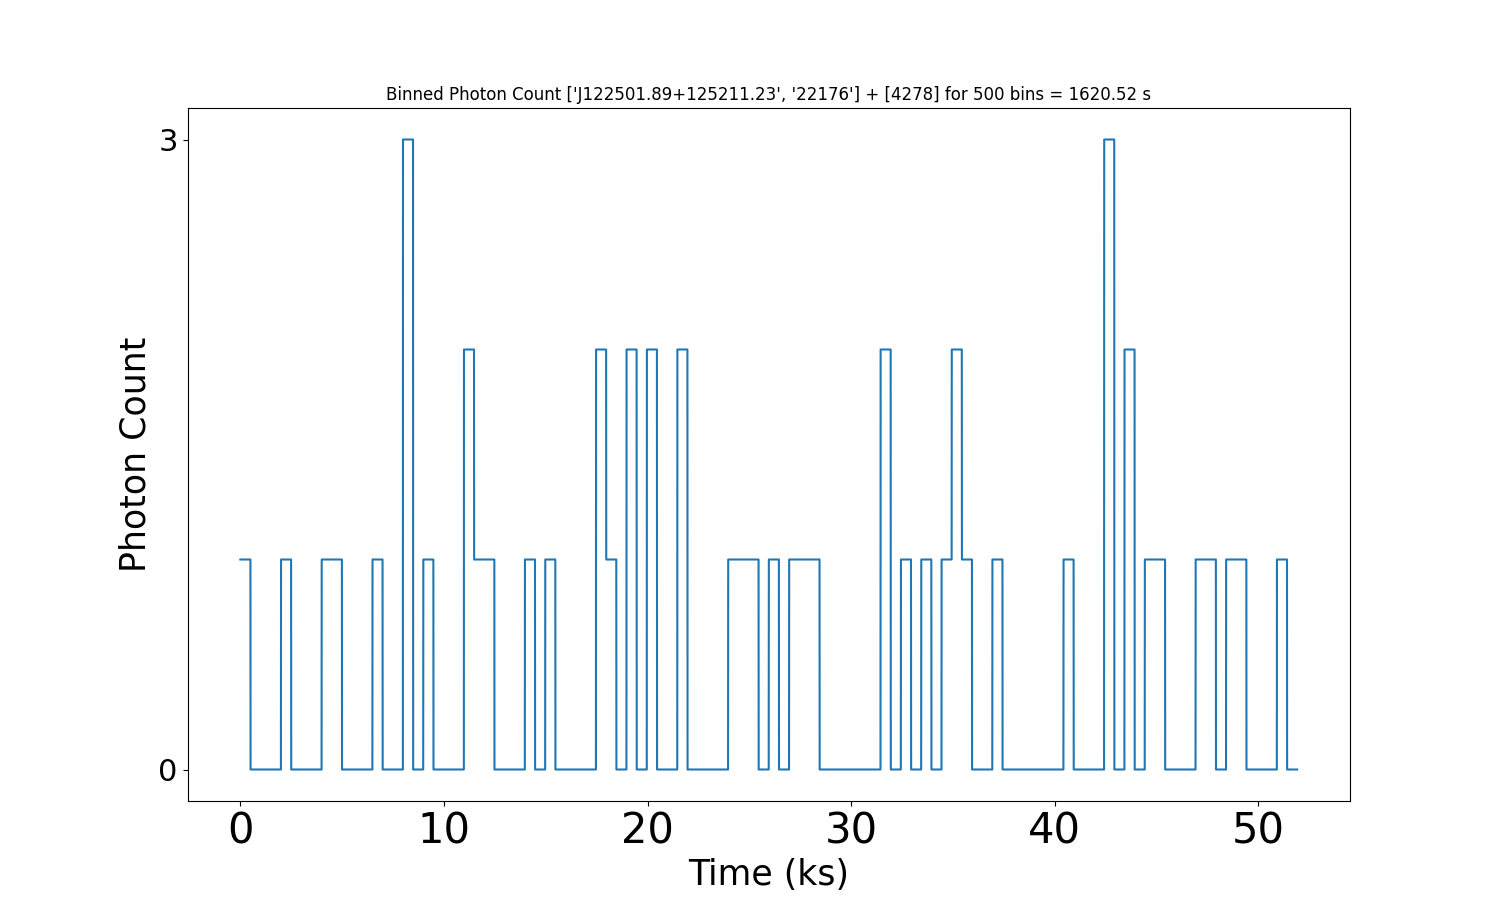 Binned Photon Count ['J122501.89+125211.23', '22176'] + [4278] for 500 bins = 1620.52 s
3
Photon Count
0
0 10 20 30 40 50
Time (ks)